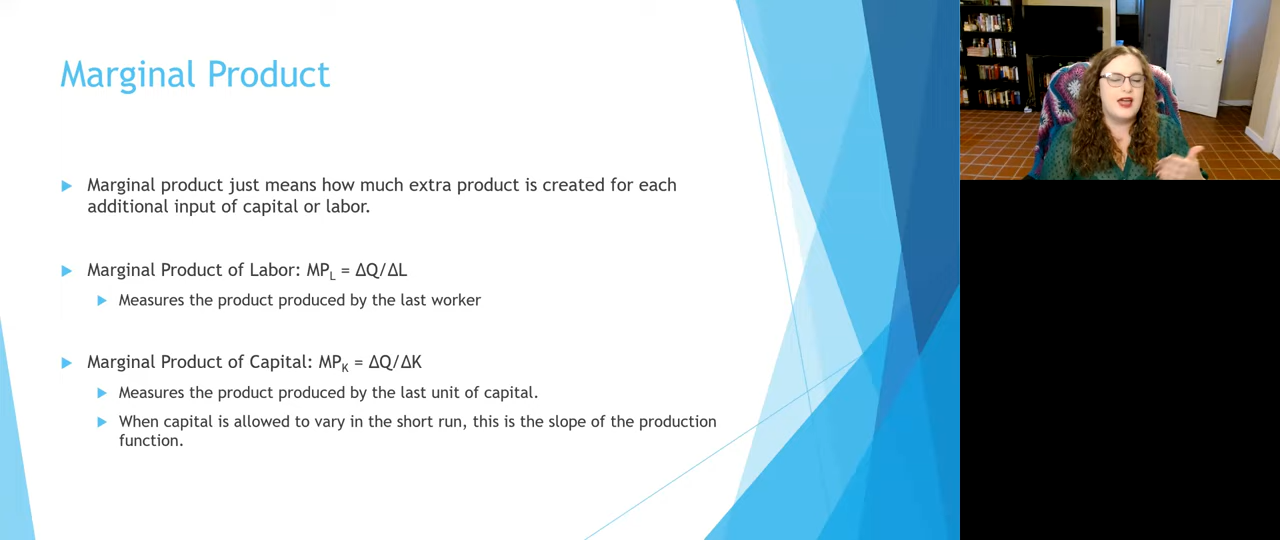 Marginal Product
Marginal product just means how much extra product is created for each
additional input of capital or labor.
Marginal Product of Labor: MP_L = ΔQ/ΔL
Measures the product produced by the last worker
Marginal Product of Capital: MP_K = ΔQ/ΔK
Measures the product produced by the last unit of capital.
When capital is allowed to vary in the short run, this is the slope of the production
function.